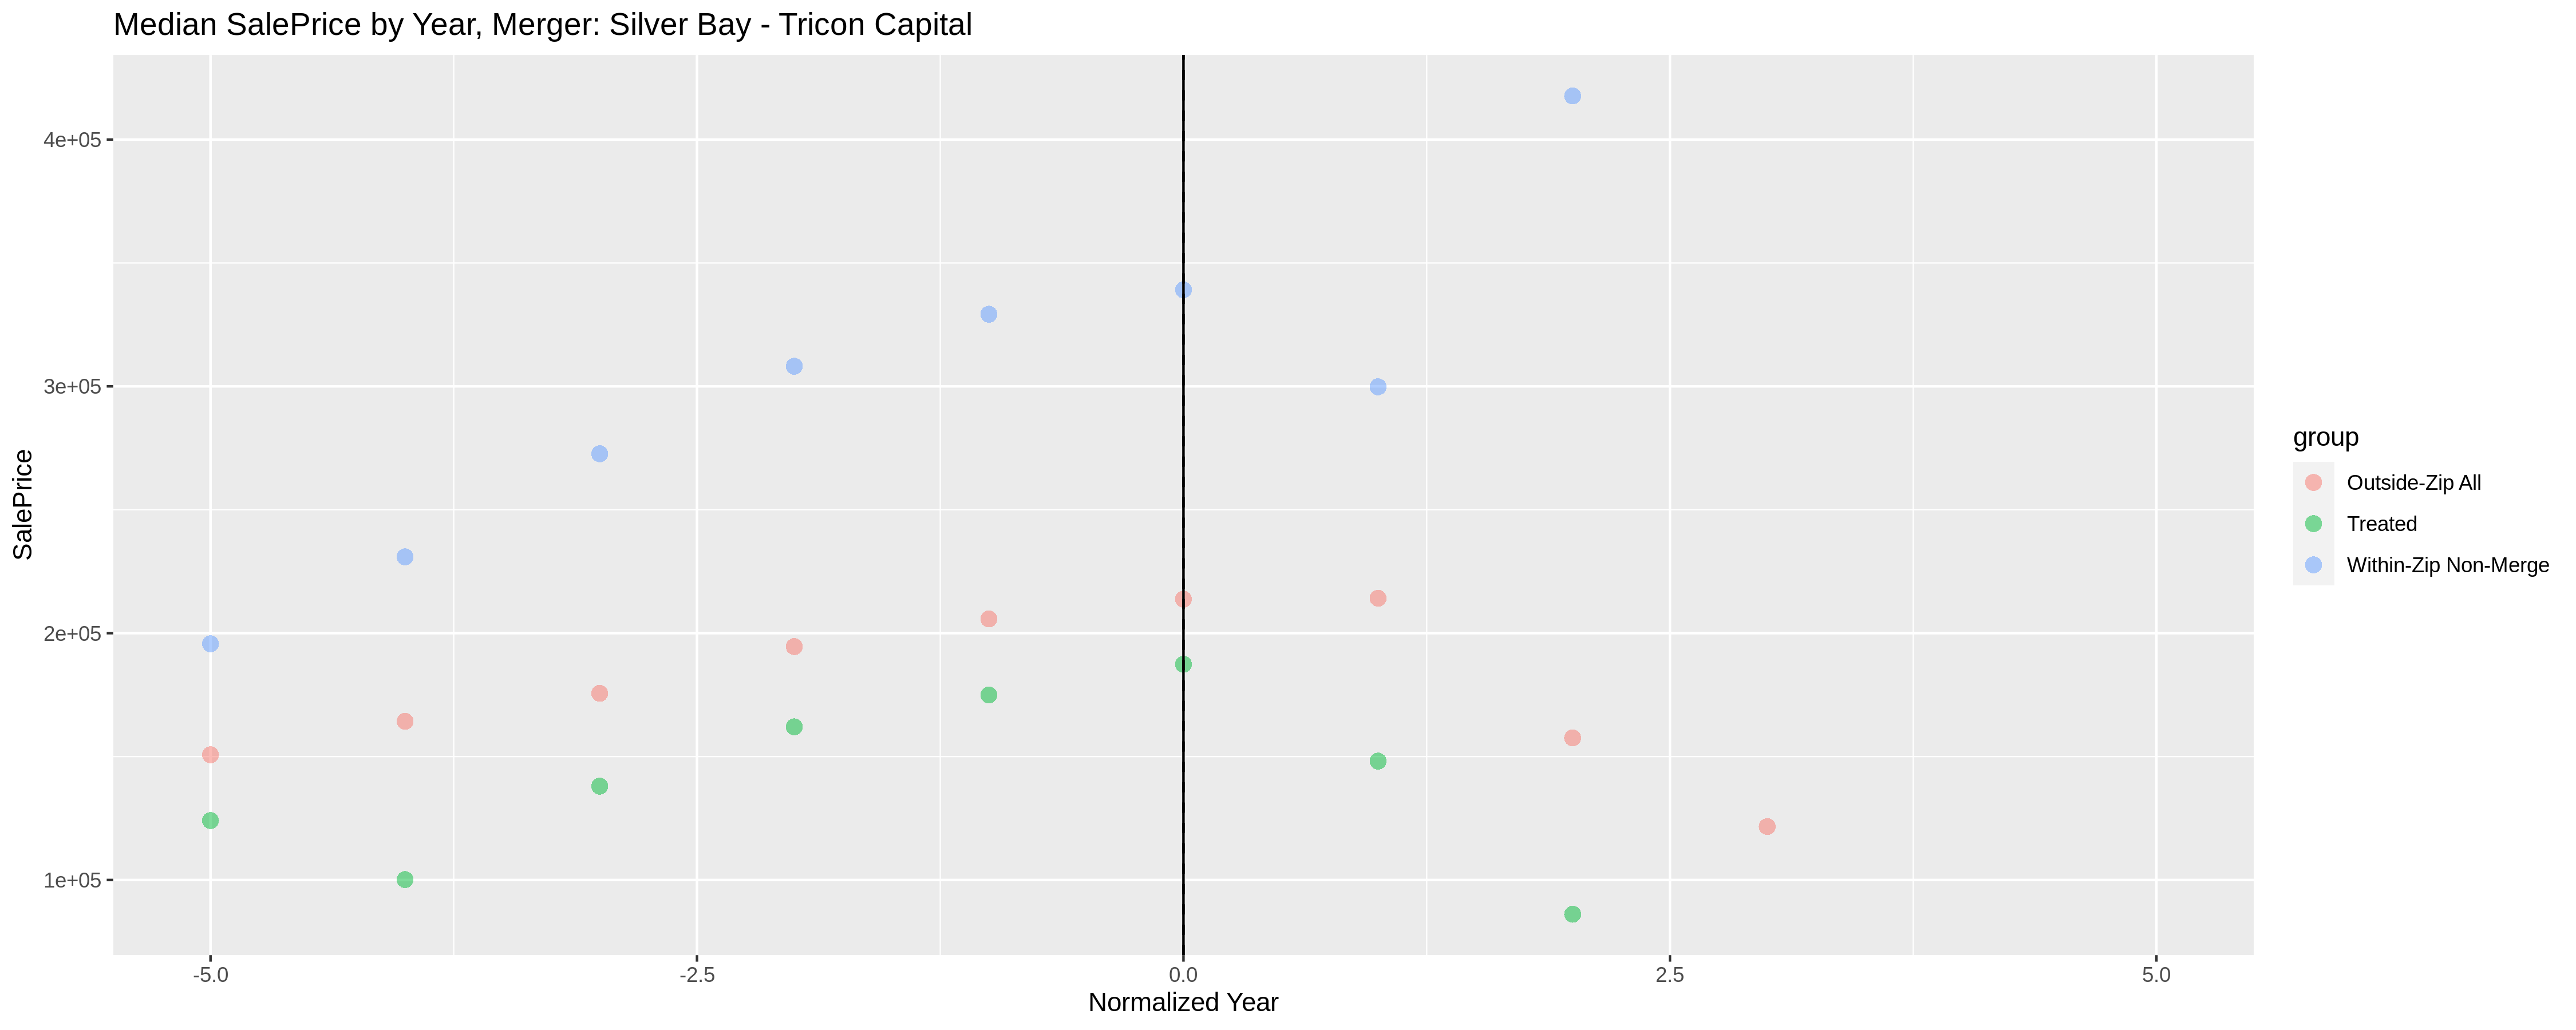 Median SalePrice by Year, Merger: Silver Bay - Tricon Capital
SalePrice
4e+05
3e+05
2e+05
1e+05
-5.0
-2.5
0.0
2.5
5.0
Normalized Year
group
Outside-Zip All
Treated
Within-Zip Non-Merge